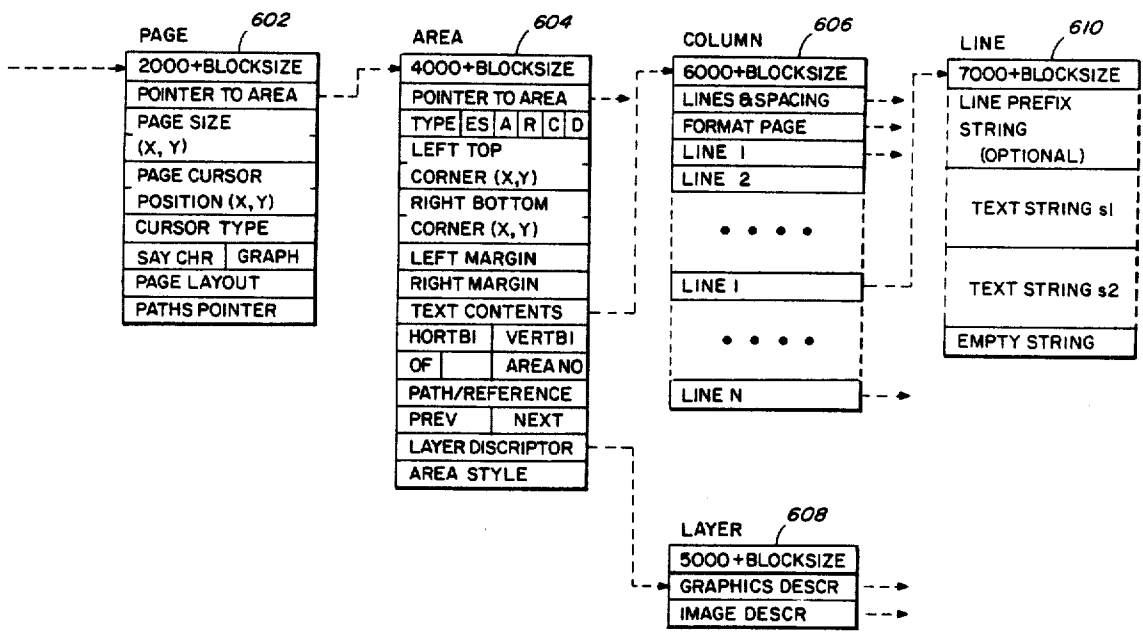 PAGE 602
2000+BLOCKSIZE
POINTER TO AREA
PAGE SIZE
(X, Y)
PAGE CURSOR
POSITION (X,Y)
CURSOR TYPE
SAY CHR GRAPH
PAGE LAYOUT
PATHS POINTER
AREA 604
4000+BLOCKSIZE
POINTER TO AREA
TYPE ES A R C D
LEFT TOP
CORNER (X,Y)
RIGHT BOTTOM
CORNER (X, Y)
LEFT MARGIN
RIGHT MARGIN
TEXT CONTENTS
HORTBI VERTBI
OF AREA NO
PATH/REFERENCE
PREV NEXT
LAYER DISCRIPTOR
AREA STYLE
COLUMN 606
6000+BLOCKSIZE
LINES & SPACING
FORMAT PAGE
LINE 1
LINE 2
LINE I
LINE N
LINE 610
7000+BLOCKSIZE
LINE PREFIX
STRING
(OPTIONAL)
TEXT STRING s1
TEXT STRING s2
EMPTY STRING
LAYER 608
5000+BLOCKSIZE
GRAPHICS DESCR
IMAGE DESCR